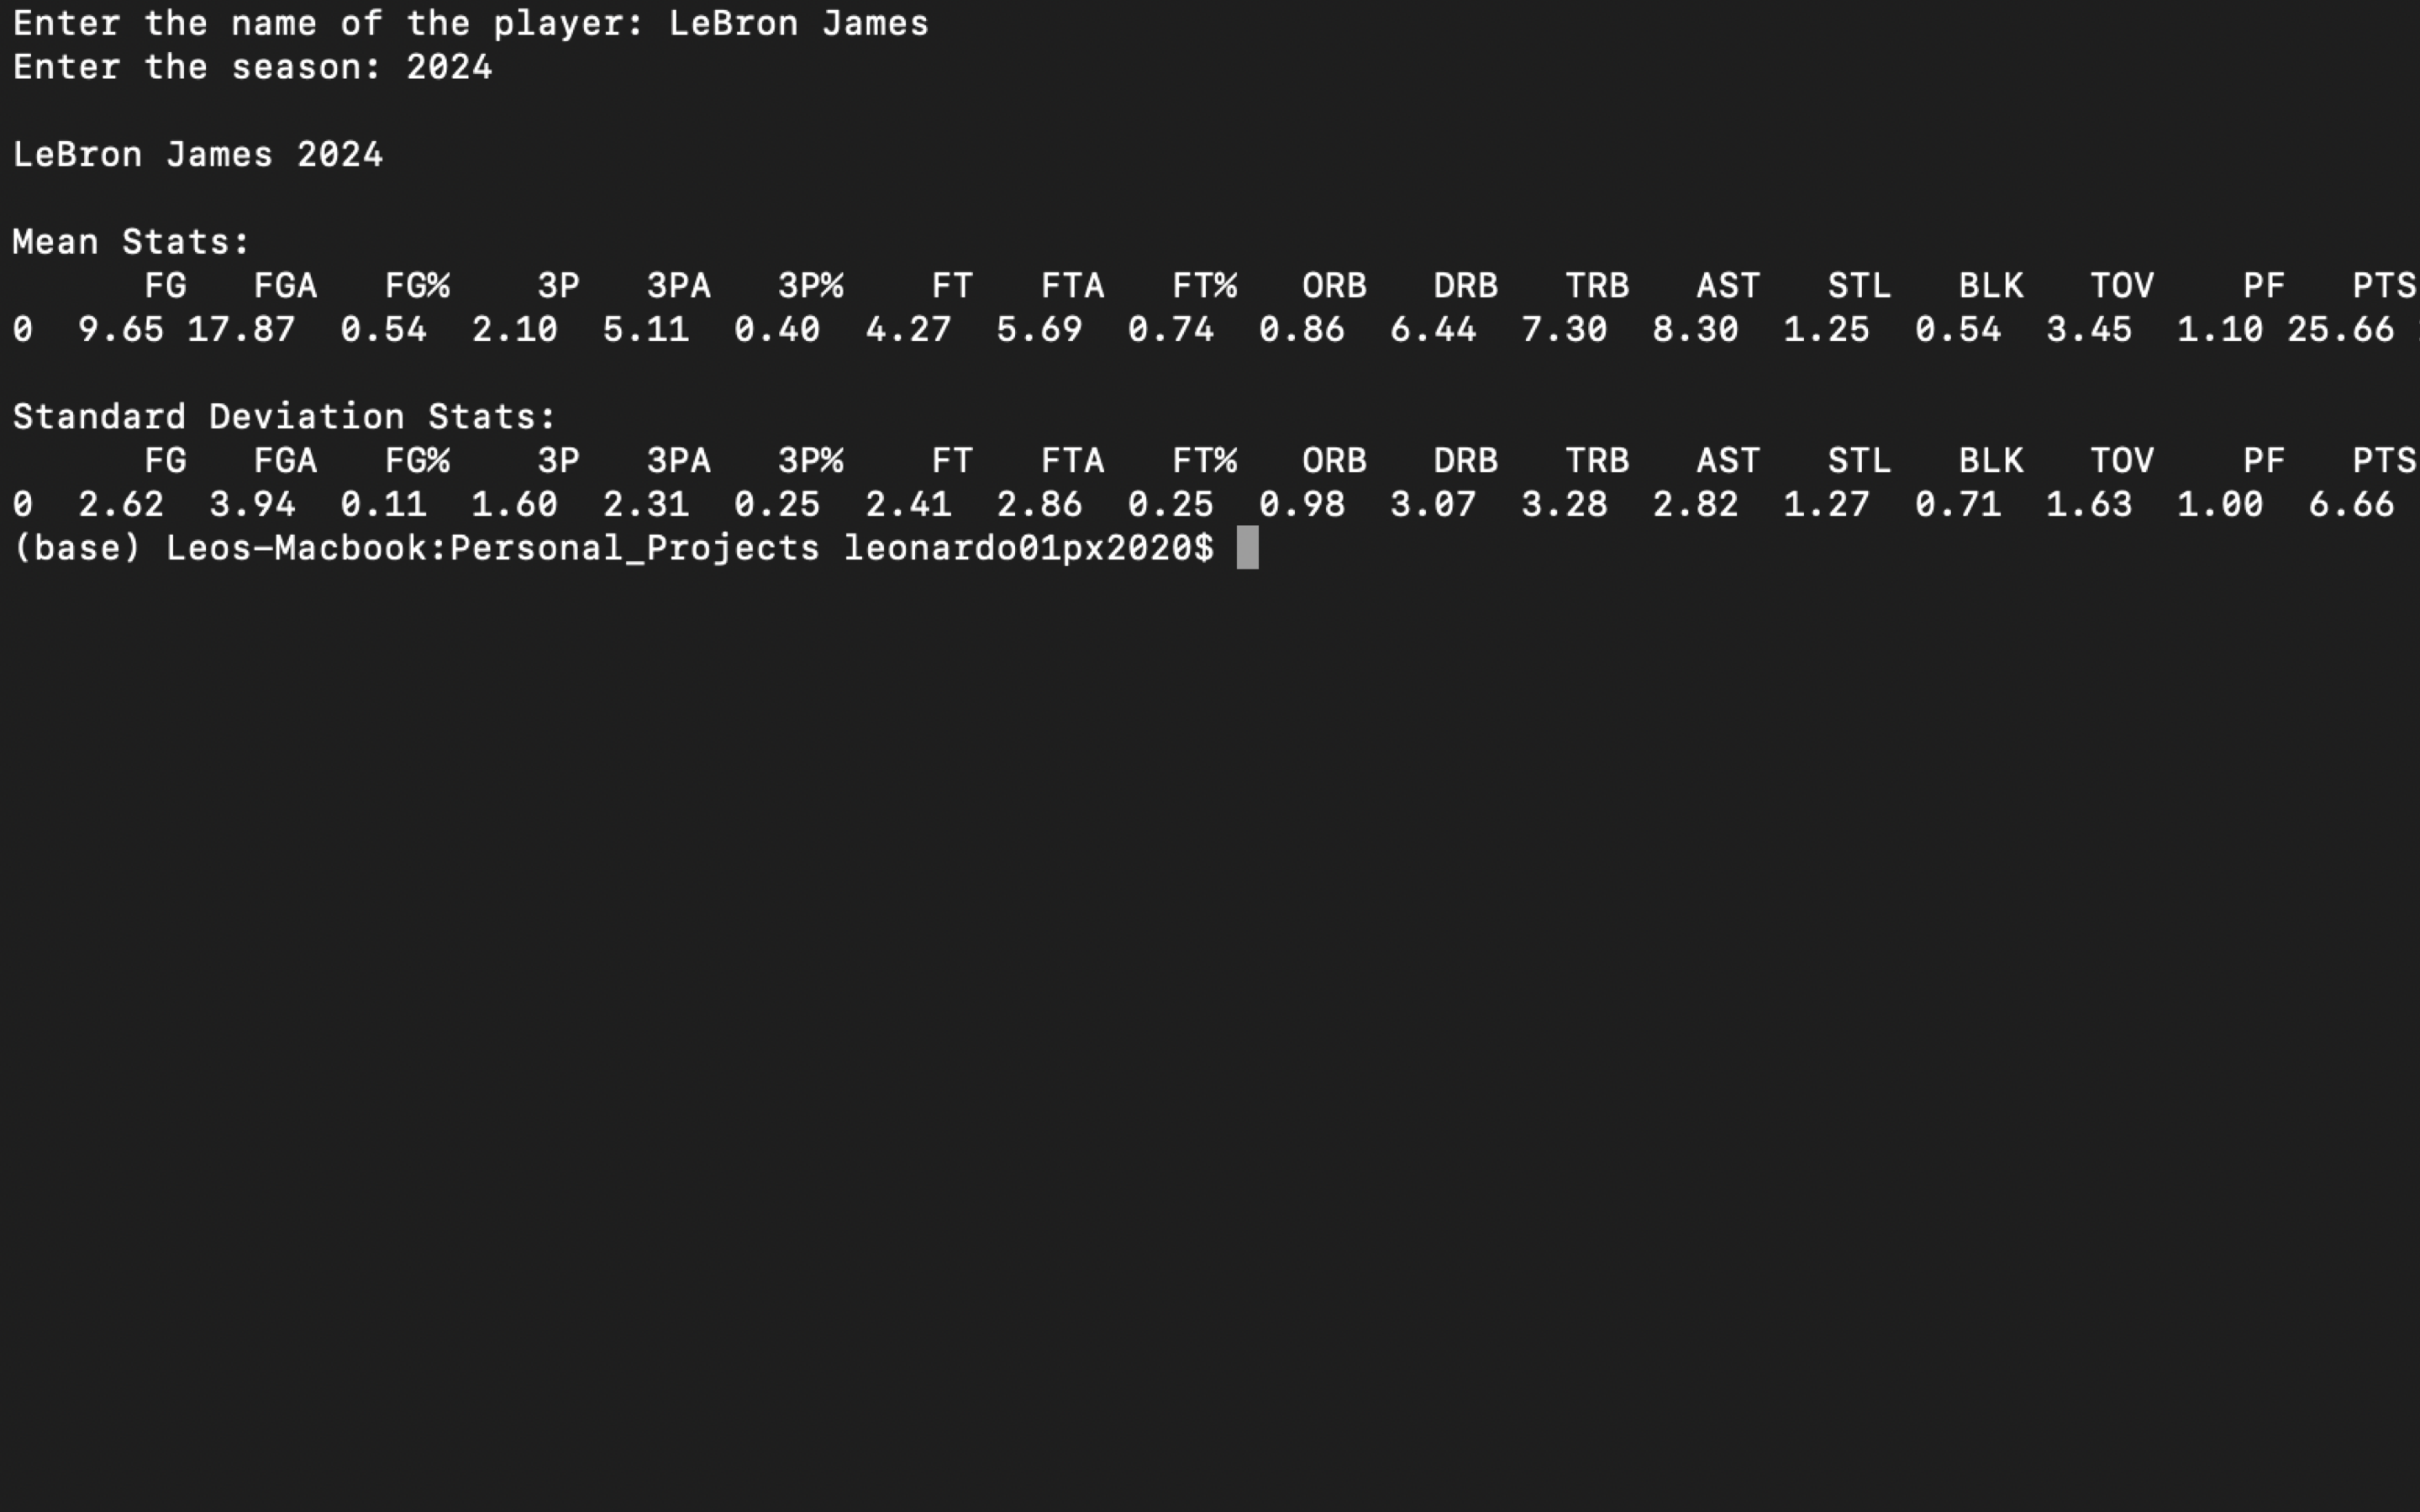 Enter the name of the player: LeBron James
Enter the season: 2024
LeBron James 2024
Mean Stats:
FG FGA FG% 3P 3PA 3P% FT FTA FT% ORB DRB TRB AST STL BLK TOV PF PTS
0 9.65 17.87 0.54 2.10 5.11 0.40 4.27 5.69 0.74 0.86 6.44 7.30 8.30 1.25 0.54 3.45 1.10 25.66
Standard Deviation Stats:
FG FGA FG% 3P 3PA 3P% FT FTA FT% ORB DRB TRB AST STL BLK TOV PF PTS
0 2.62 3.94 0.11 1.60 2.31 0.25 2.41 2.86 0.25 0.98 3.07 3.28 2.82 1.27 0.71 1.63 1.00 6.66
(base) Leos-Macbook:Personal_Projects leonardo01px2020$